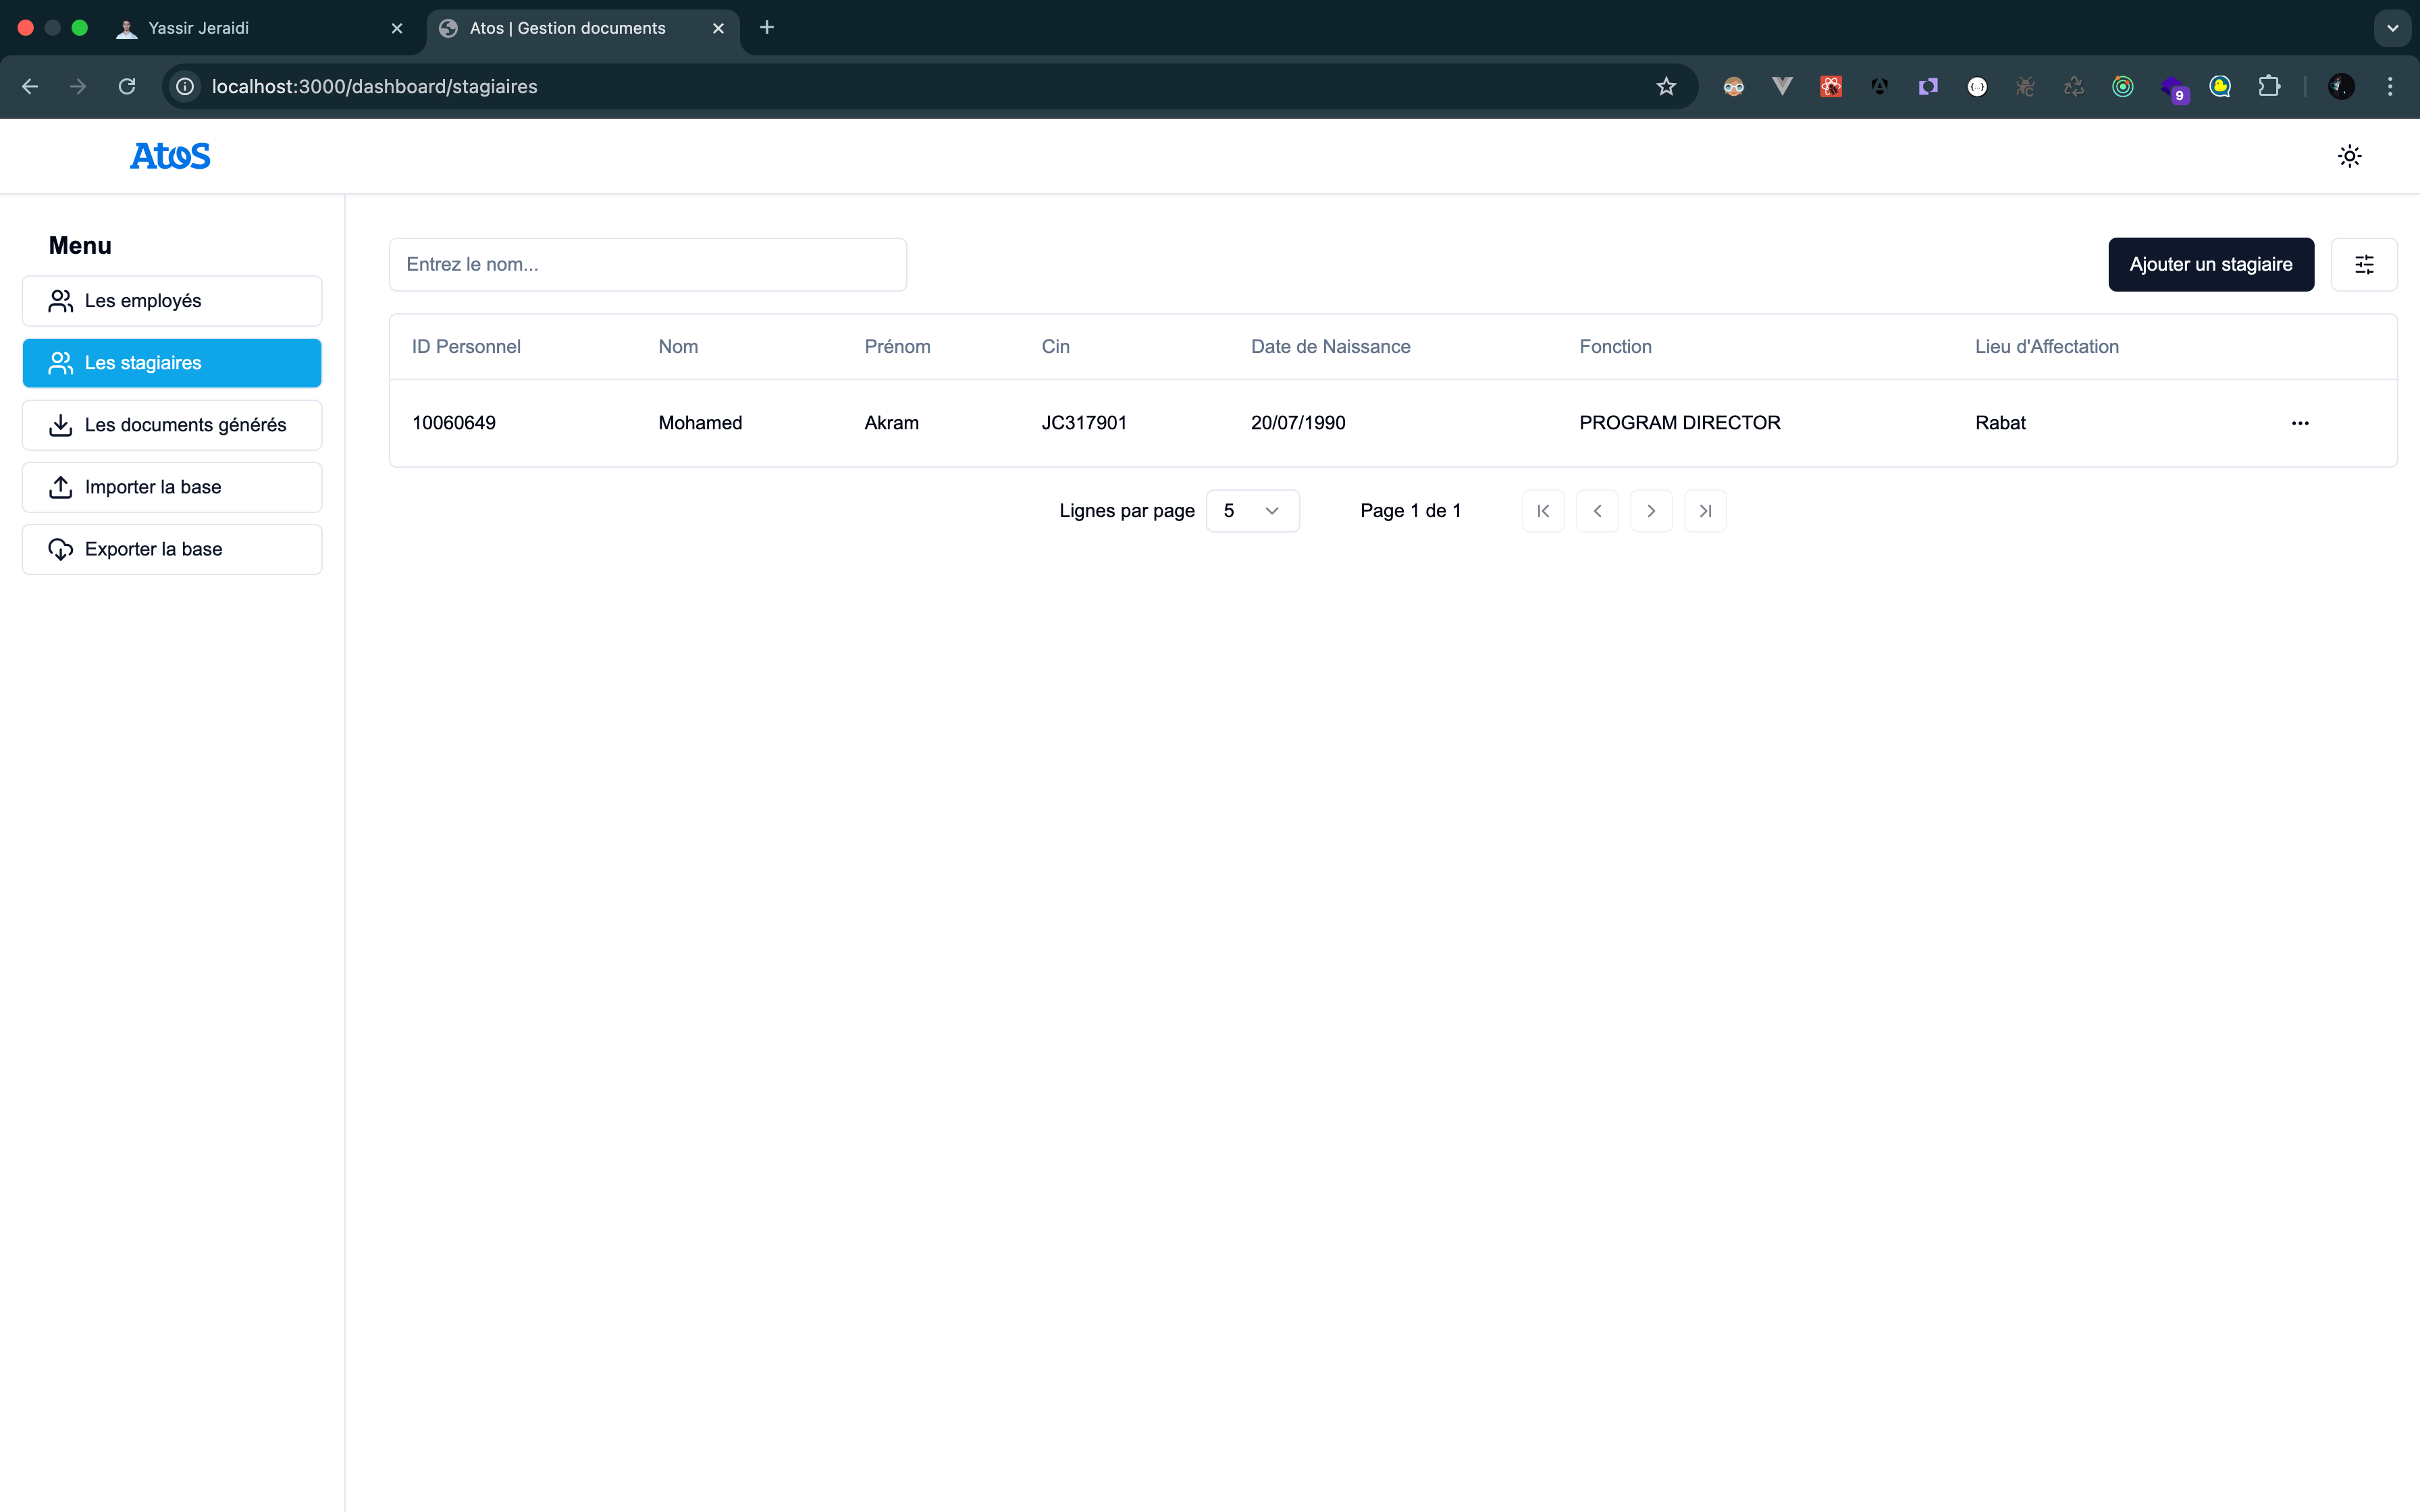 Yassir Jeraidi
Atos | Gestion documents
localhost:3000/dashboard/stagiaires
9
Atos
Menu
Les employés
Les stagiaires
Les documents générés
Importer la base
Exporter la base
Entrez le nom...
Ajouter un stagiaire
ID Personnel Nom Prénom Cin Date de Naissance Fonction Lieu d'Affectation
10060649 Mohamed Akram JC317901 20/07/1990 PROGRAM DIRECTOR Rabat
Lignes par page 5 Page 1 de 1